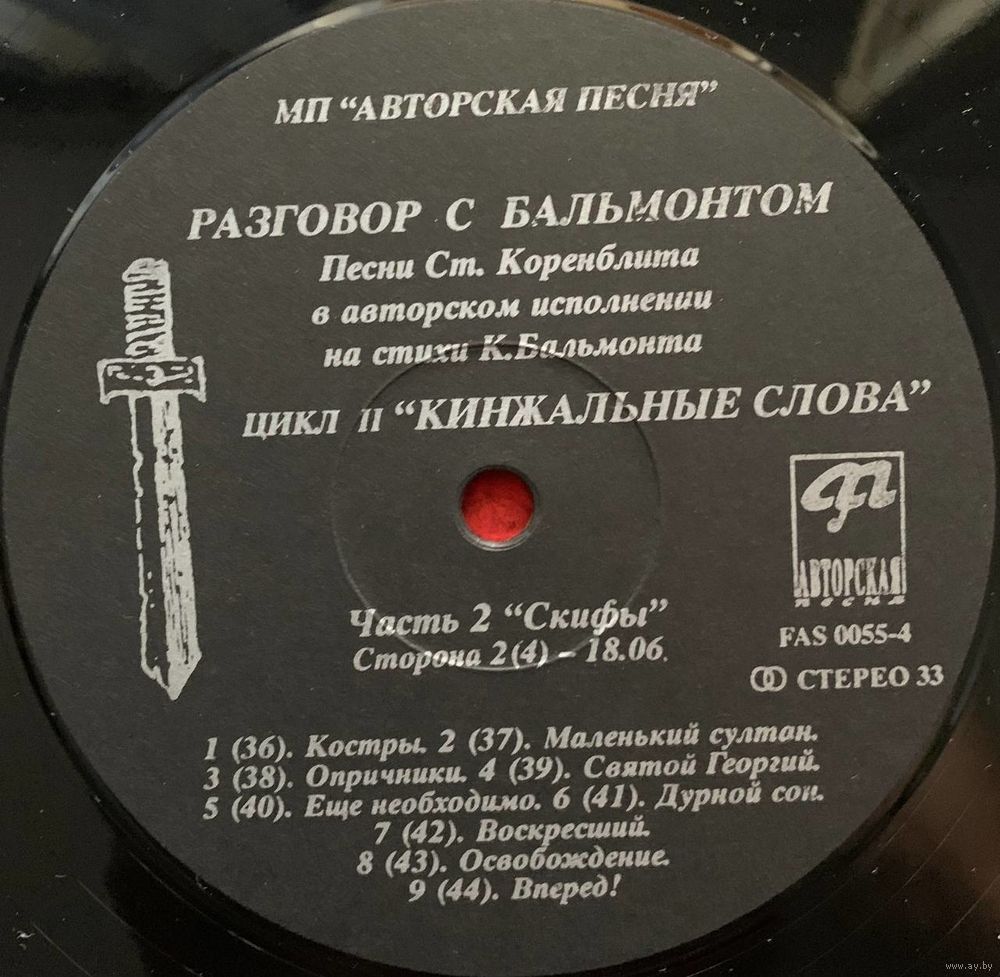 МП “АВТОРСКАЯ ПЕСНЯ”
РАЗГОВОР С БАЛЬМОНТОМ
Песни Ст. Коренблита
в авторском исполнении
на стихи К.Бальмонта
ЦИКЛ II “КИНЖАЛЬНЫЕ СЛОВА”
АВТОРСКАЯ
ПЕСНЯ
FAS 0055-4
СТЕРЕО 33
Часть 2 “Скифы”
Сторона 2(4) – 18.06.
1 (36). Костры. 2 (37). Маленький султан.
3 (38). Опричники. 4 (39). Святой Георгий.
5 (40). Еще необходимо. 6 (41). Дурной сон.
7 (42). Воскресший.
8 (43). Освобождение.
9 (44). Вперед!
www.ay.by